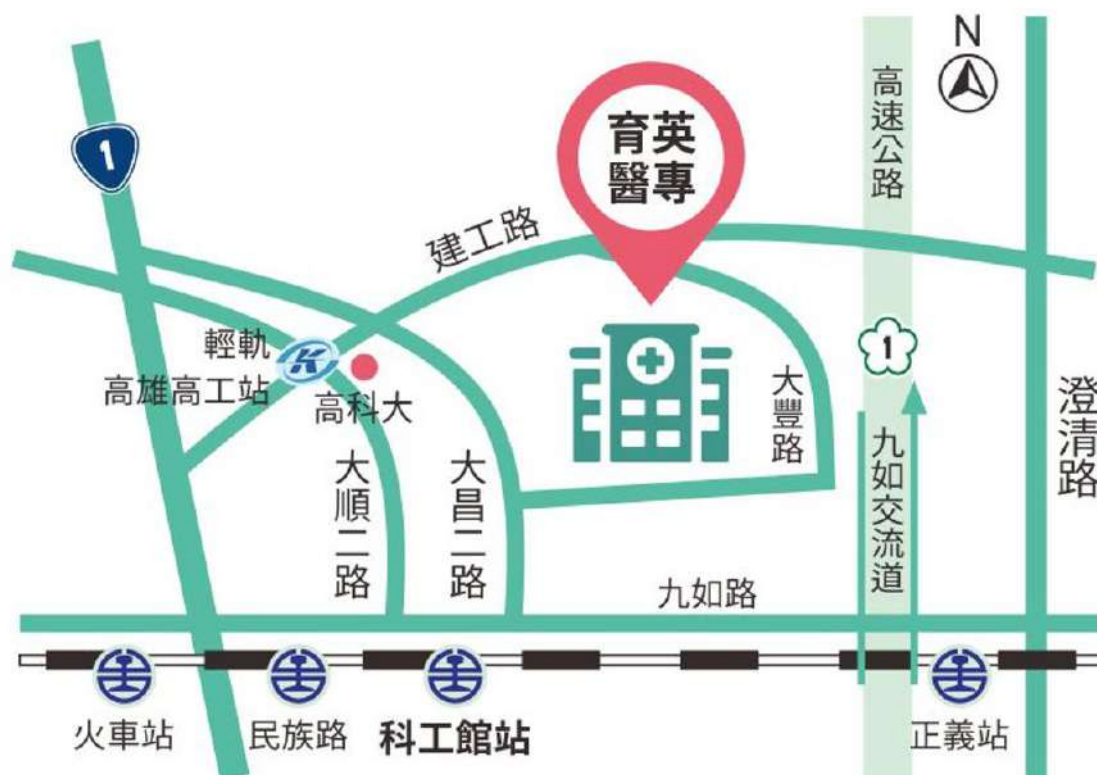 N
1
育英
醫專
高速公路
建工路
輕軌
高雄高工站
K
高科大
1
大豐路
澄清路
大順二路
大昌二路
九如交流道
九如路
火車站
民族路
科工館站
正義站